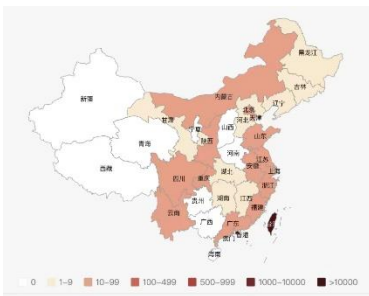 黑龙江
内蒙古
吉林
新疆
辽宁
北京
天津
河北
甘肃
宁夏
山西
山东
青海
陕西
河南
江苏
西藏
安徽
上海
四川
重庆
湖北
浙江
湖南
江西
贵州
福建
云南
广西
广东
香港
澳门
海南
0 1-9 10-99 100-499 500-999 1000-10000 >10000